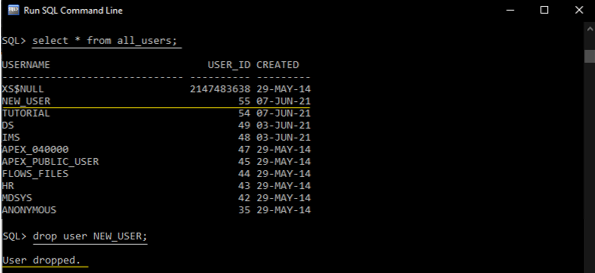 Run SQL Command Line
SQL> select * from all_users;
USERNAME USER_ID CREATED
------------------------------ ---------- ---------
XS$NULL 2147483638 29-MAY-14
NEW_USER 55 07-JUN-21
TUTORIAL 54 07-JUN-21
DS 49 03-JUN-21
IMS 48 03-JUN-21
APEX_040000 47 29-MAY-14
APEX_PUBLIC_USER 45 29-MAY-14
FLOWS_FILES 44 29-MAY-14
HR 43 29-MAY-14
MDSYS 42 29-MAY-14
ANONYMOUS 35 29-MAY-14
SQL> drop user NEW_USER;
User dropped.